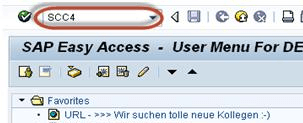 SCC4
SAP Easy Access - User Menu For DE
Favorites
URL - >>> Wir suchen tolle neue Kollegen :-)